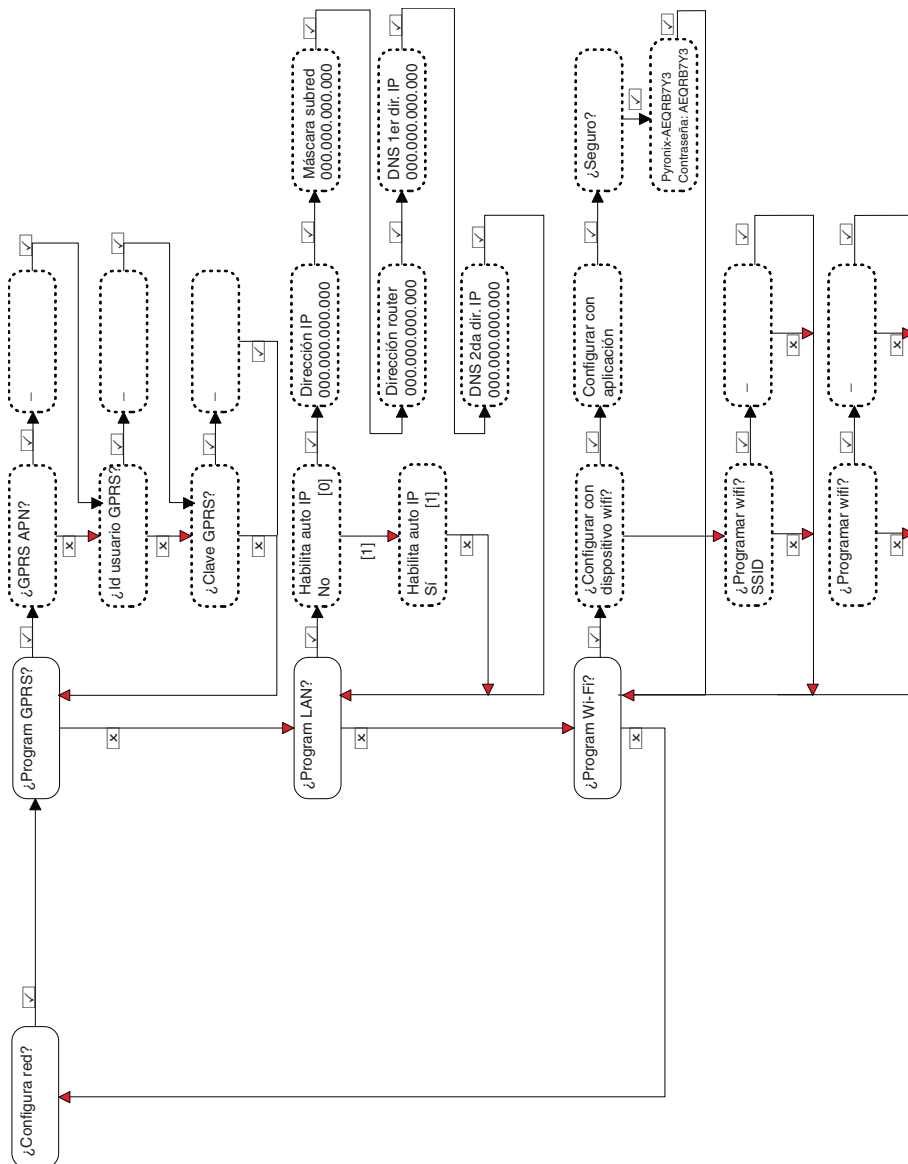 ¿Configura red?
¿Program GPRS?
¿GPRS APN?
_
¿Id usuario GPRS?
_
¿Clave GPRS?
_
¿Program LAN?
Habilita auto IP
No [0]
Dirección IP
000.000.000.000
Máscara subred
000.000.000.000
[1]
Habilita auto IP
Sí [1]
Dirección router
000.000.000.000
DNS 1er dir. IP
000.000.000.000
DNS 2da dir. IP
000.000.000.000
¿Program Wi-Fi?
¿Configurar con
dispositivo wifi?
Configurar con
aplicación
¿Seguro?
Pyronix-AEQRB7Y3
Contraseña: AEQRB7Y3
¿Programar wifi?
SSID
_
¿Programar wifi?
_